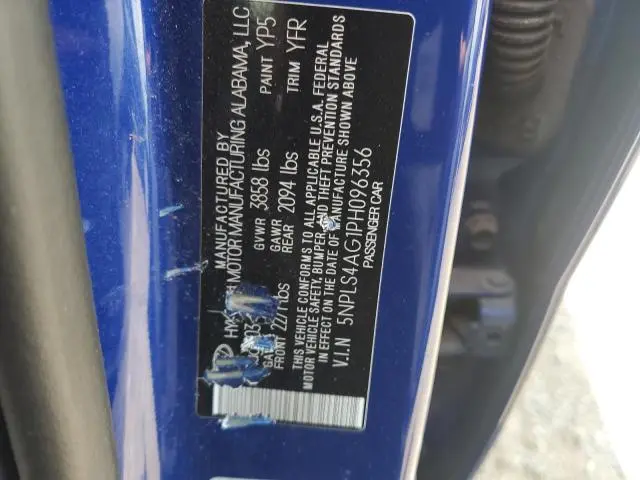 MANUFACTURED BY
MOTOR MANUFACTURING ALABAMA, LLC
GVWR 3858 lbs PAINT YP5
GAWR FRONT lbs GAWR REAR 2094 lbs TRIM YFR
THIS VEHICLE CONFORMS TO ALL APPLICABLE U.S.A. FEDERAL
MOTOR VEHICLE SAFETY, BUMPER, AND THEFT PREVENTION STANDARDS
IN EFFECT ON THE DATE OF MANUFACTURE SHOWN ABOVE
V.I.N 5NPLS4AG1PH096356
PASSENGER CAR